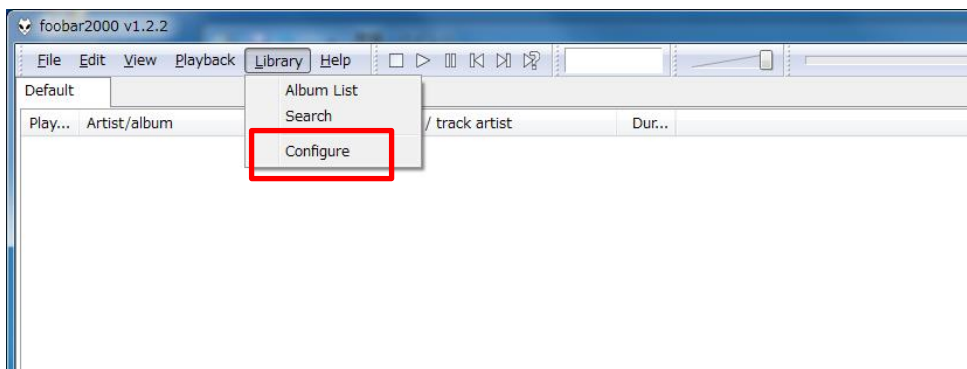 foobar2000 v1.2.2
File Edit View Playback Library Help
Default
Album List
Search
Play... Artist/album / track artist Dur...
Configure